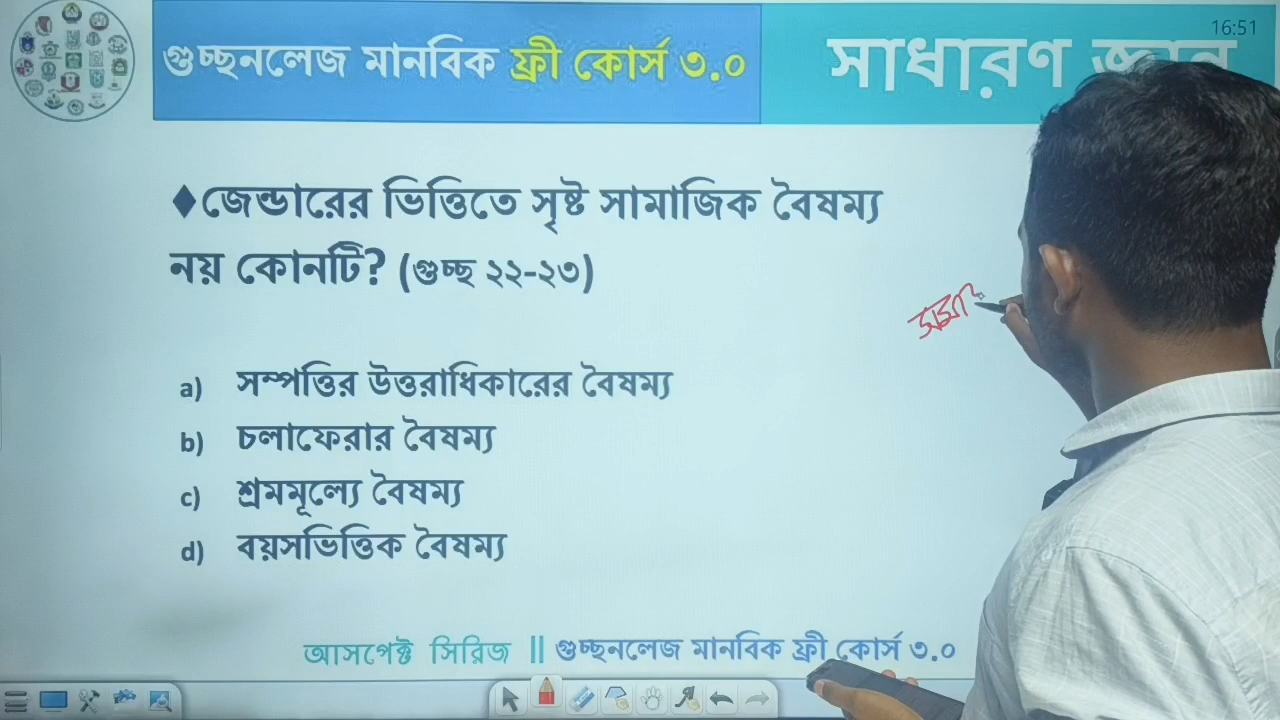 16:51
গুচ্ছনলেজ মানবিক ফ্রী কোর্স ৩.০
সাধারণ জ্ঞান
♦জেন্ডারের ভিত্তিতে সৃষ্ট সামাজিক বৈষম্য
নয় কোনটি? (গুচ্ছ ২২-২৩)
a) সম্পত্তির উত্তরাধিকারের বৈষম্য
b) চলাফেরার বৈষম্য
c) শ্রমমূল্যে বৈষম্য
d) বয়সভিত্তিক বৈষম্য
আসপেক্ট সিরিজ || গুচ্ছনলেজ মানবিক ফ্রী কোর্স ৩.০